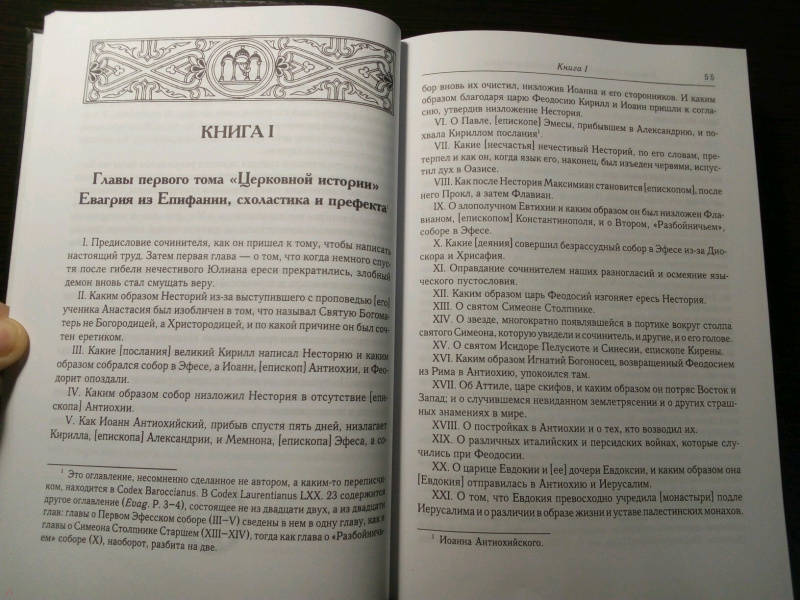 КНИГА I
Главы первого тома «Церковной истории»
Евагрия из Епифании, схоластика и префекта
I. Предисловие сочинителя, как он пришел к тому, чтобы написать
настоящий труд. Затем первая глава — о том, что когда немного спус-
тя после гибели нечестивого Юлиана ереси прекратились, злобный
демон вновь стал смущать веру.
II. Каким образом Несторий из-за выступившего с проповедью [его]
ученика Анастасия был изобличен в том, что называл Святую Богома-
терь не Богородицей, а Христородицей, и по какой причине он был соч-
тен еретиком.
III. Какие [послания] великий Кирилл написал Несторию и каким
образом собрался собор в Эфесе, а Иоанн, [епископ] Антиохии, и Фео-
дорит опоздали.
IV. Каким образом собор низложил Нестория в отсутствие [епи-
скопа] Антиохии.
V. Как Иоанн Антиохийский, прибыв спустя пять дней, низлагает
Кирилла, [епископа] Александрии, и Мемнона, [епископа] Эфеса, а со-
1 Это оглавление, несомненно сделанное не автором, а каким-то переписчи-
ком, находится в Codex Baroccianus. В Codex Laurentianus LXX. 23 содержится
другое оглавление (Evag. P. 3–4), состоящее не из двадцати двух, а из двадцати
глав: главы о Первом Эфесском соборе (III–V) сведены в нем в одну главу, как и
главы о Симеоне Столпнике Старшем (XIII–XIV), тогда как глава о «Разбойничь-
ем» соборе (X), наоборот, разбита на две.
Книга I
55
бор вновь их очистил, низложив Иоанна и его сторонников. И каким
образом благодаря царю Феодосию Кирилл и Иоанн пришли к согла-
сию, утвердив низложение Нестория.
VI. О Павле, [епископе] Эмесы, прибывшем в Александрию, и по-
хвала Кириллом послания1.
VII. Какие [несчастья] нечестивый Несторий, по его словам, пре-
терпел и как он, когда язык его, наконец, был изъеден червями, испус-
тил дух в Оазисе.
VIII. Как после Нестория Максимиан становится [епископом], после
него Прокл, а затем Флавиан.
IX. О злополучном Евтихии и каким образом он был низложен Фла-
вианом, [епископом] Константинополя, и о Втором, «Разбойничьем»,
соборе в Эфесе.
X. Какие [деяния] совершил безрассудный собор в Эфесе из-за Дио-
скора и Хрисафия.
XI. Оправдание сочинителем наших разногласий и осмеяние язы-
ческого пустословия.
XII. Каким образом царь Феодосий изгоняет ересь Нестория.
XIII. О святом Симеоне Столпнике.
XIV. О звезде, многократно появлявшейся в портике вокруг столпа
святого Симеона, которую увидели и сочинитель, и другие, и о его голове.
XV. О святом Исидоре Пелусиоте и Синесии, епископе Кирены.
XVI. Каким образом Игнатий Богоносец, возвращенный Феодосием
из Рима в Антиохию, упокоился там.
XVII. Об Аттиле, царе скифов, и каким образом он потряс Восток и
Запад; и о случившемся невиданном землетрясении и о других страш-
ных знамениях в мире.
XVIII. О постройках в Антиохии и о тех, кто возводил их.
XIX. О различных италийских и персидских войнах, которые слу-
чились при Феодосии.
XX. О царице Евдокии и [ее] дочери Евдоксии, и каким образом она
[Евдокия] отправилась в Антиохию и Иерусалим.
XXI. О том, что Евдокия превосходно учредила [монастыри] подле
Иерусалима и о различии в образе жизни и уставе палестинских монахов.
1 Иоанна Антиохийского.